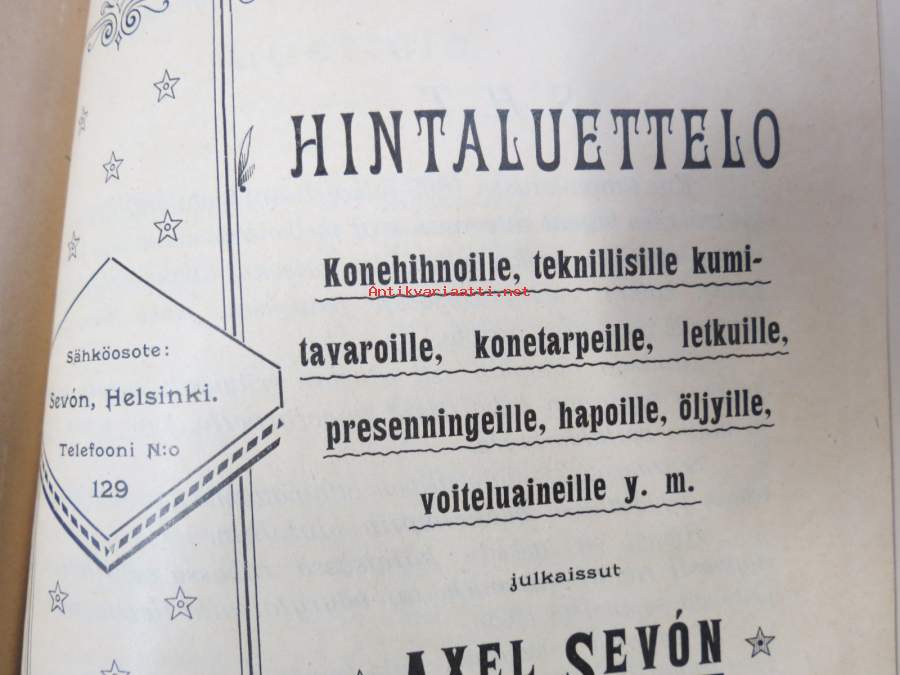 HINTALUETTELO
Konehihnoille, teknillisille kumi-
Antikvariaatti.net
tavaroille, konetarpeille, letkuille,
presenningeille, hapoille, öljyille,
voiteluaineille y. m.
julkaissut
AXEL SEVÓN
Sähköosote:
Sevón, Helsinki.
Telefooni N:o
129